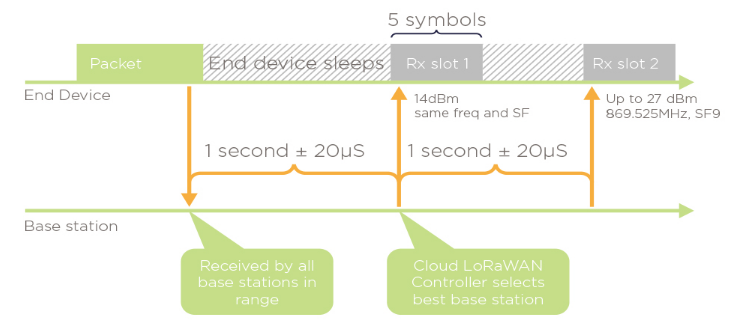 5 symbols
Packet
End device sleeps
Rx slot 1
Rx slot 2
End Device
14dBm
same freq and SF
Up to 27 dBm
869.525MHz, SF9
1 second ± 20µS
1 second ± 20µS
Base station
Received by all
base stations in
range
Cloud LoRaWAN
Controller selects
best base station